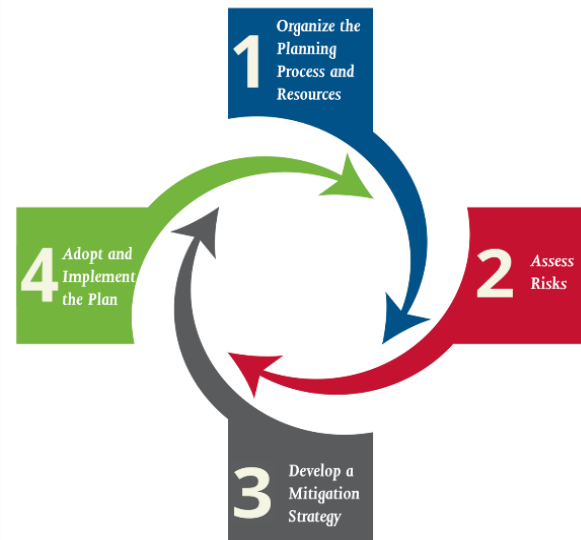 1
Organize the
Planning
Process and
Resources
2
Assess
Risks
3
Develop a
Mitigation
Strategy
4
Adopt and
Implement
the Plan